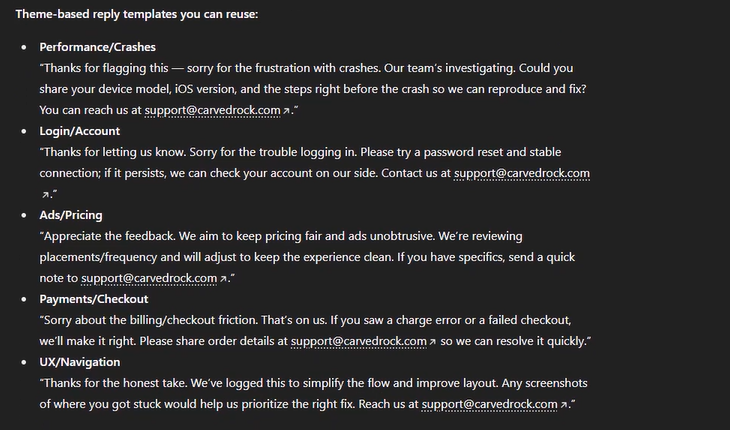 Theme-based reply templates you can reuse:
• Performance/Crashes
“Thanks for flagging this — sorry for the frustration with crashes. Our team’s investigating. Could you
share your device model, iOS version, and the steps right before the crash so we can reproduce and fix?
You can reach us at support@carvedrock.com ↗.”
• Login/Account
“Thanks for letting us know. Sorry for the trouble logging in. Please try a password reset and stable
connection; if it persists, we can check your account on our side. Contact us at support@carvedrock.com
↗.”
• Ads/Pricing
“Appreciate the feedback. We aim to keep pricing fair and ads unobtrusive. We’re reviewing
placements/frequency and will adjust to keep the experience clean. If you have specifics, send a quick
note to support@carvedrock.com ↗.”
• Payments/Checkout
“Sorry about the billing/checkout friction. That’s on us. If you saw a charge error or a failed checkout,
we’ll make it right. Please share order details at support@carvedrock.com ↗ so we can resolve it quickly.”
• UX/Navigation
“Thanks for the honest take. We’ve logged this to simplify the flow and improve layout. Any screenshots
of where you got stuck would help us prioritize the right fix. Reach us at support@carvedrock.com ↗.”